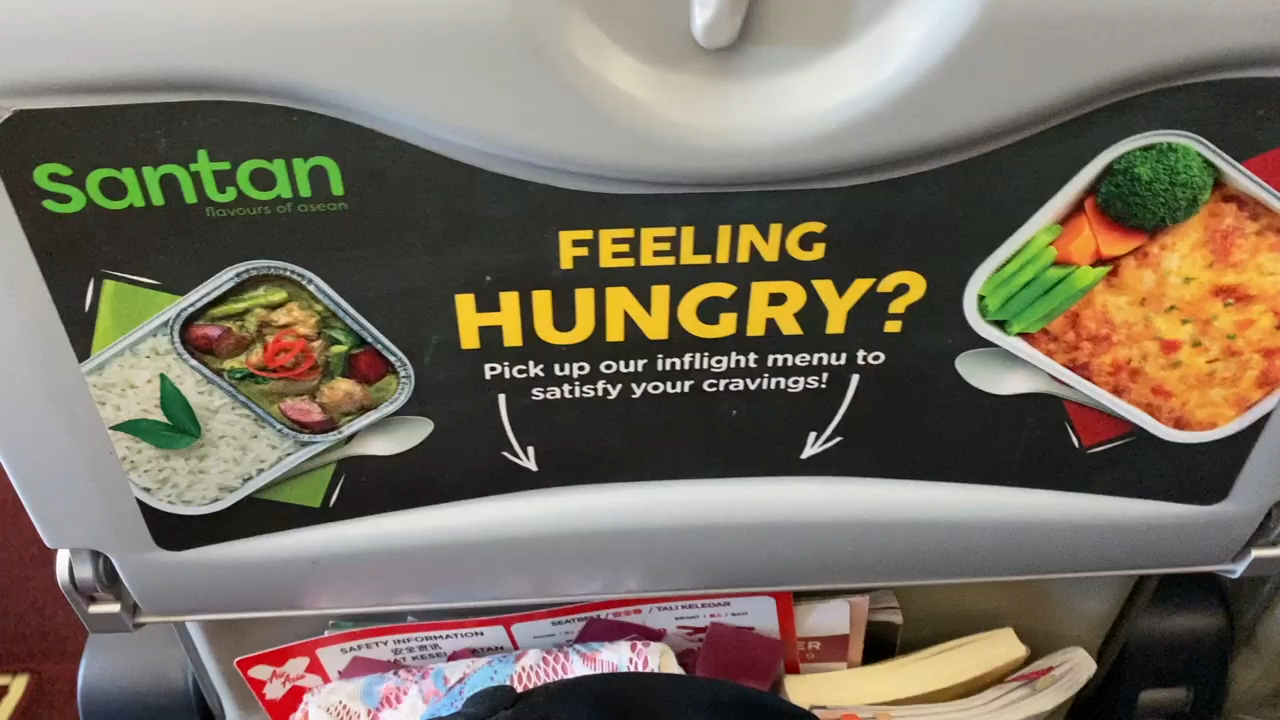 Santan
flavours of asean
FEELING
HUNGRY?
Pick up our inflight menu to
satisfy your cravings!
SAFETY INFORMATION
安全资讯
SEATBELT / 安全带 / TALI KELEDAR
AirAsia